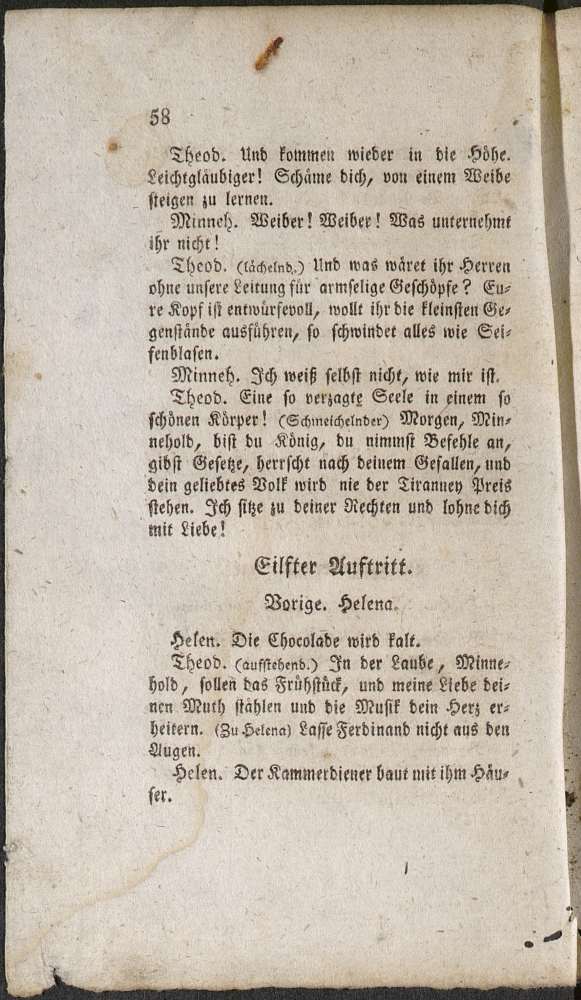 58
Theod. Und kommen wieder in die Höhe.
Leichtgläubiger! Schäme dich, von einem Weibe
steigen zu lernen.
Minneh. Weiber! Weiber! Was unternehmt
ihr nicht!
Theod. (lächelnd.) Und was wäret ihr Herren
ohne unsere Leitung für armselige Geschöpfe? Eu-
re Kopf ist entwürfevoll, wollt ihr die kleinsten Ge-
genstände ausführen, so schwindet alles wie Sei-
fenblasen.
Minneh. Ich weiß selbst nicht, wie mir ist.
Theod. Eine so verzagte Seele in einem so
schönen Körper! (Schmeichelnder) Morgen, Min-
nehold, bist du König, du nimmst Befehle an,
gibst Gesetze, herrscht nach deinem Gefallen, und
dein geliebtes Volk wird nie der Tiranney Preis
stehen. Ich sitze zu deiner Rechten und lohne dich
mit Liebe!
Eilfter Auftritt.
Vorige. Helena.
Helen. Die Chocolade wird kalt.
Theod. (aufstehend.) In der Laube, Minne-
hold, sollen das Frühstück, und meine Liebe dei-
nen Muth stählen und die Musik dein Herz er-
heitern. (Zu Helena) Lasse Ferdinand nicht aus den
Augen.
Helen. Der Kammerdiener baut mit ihm Häu-
ser.